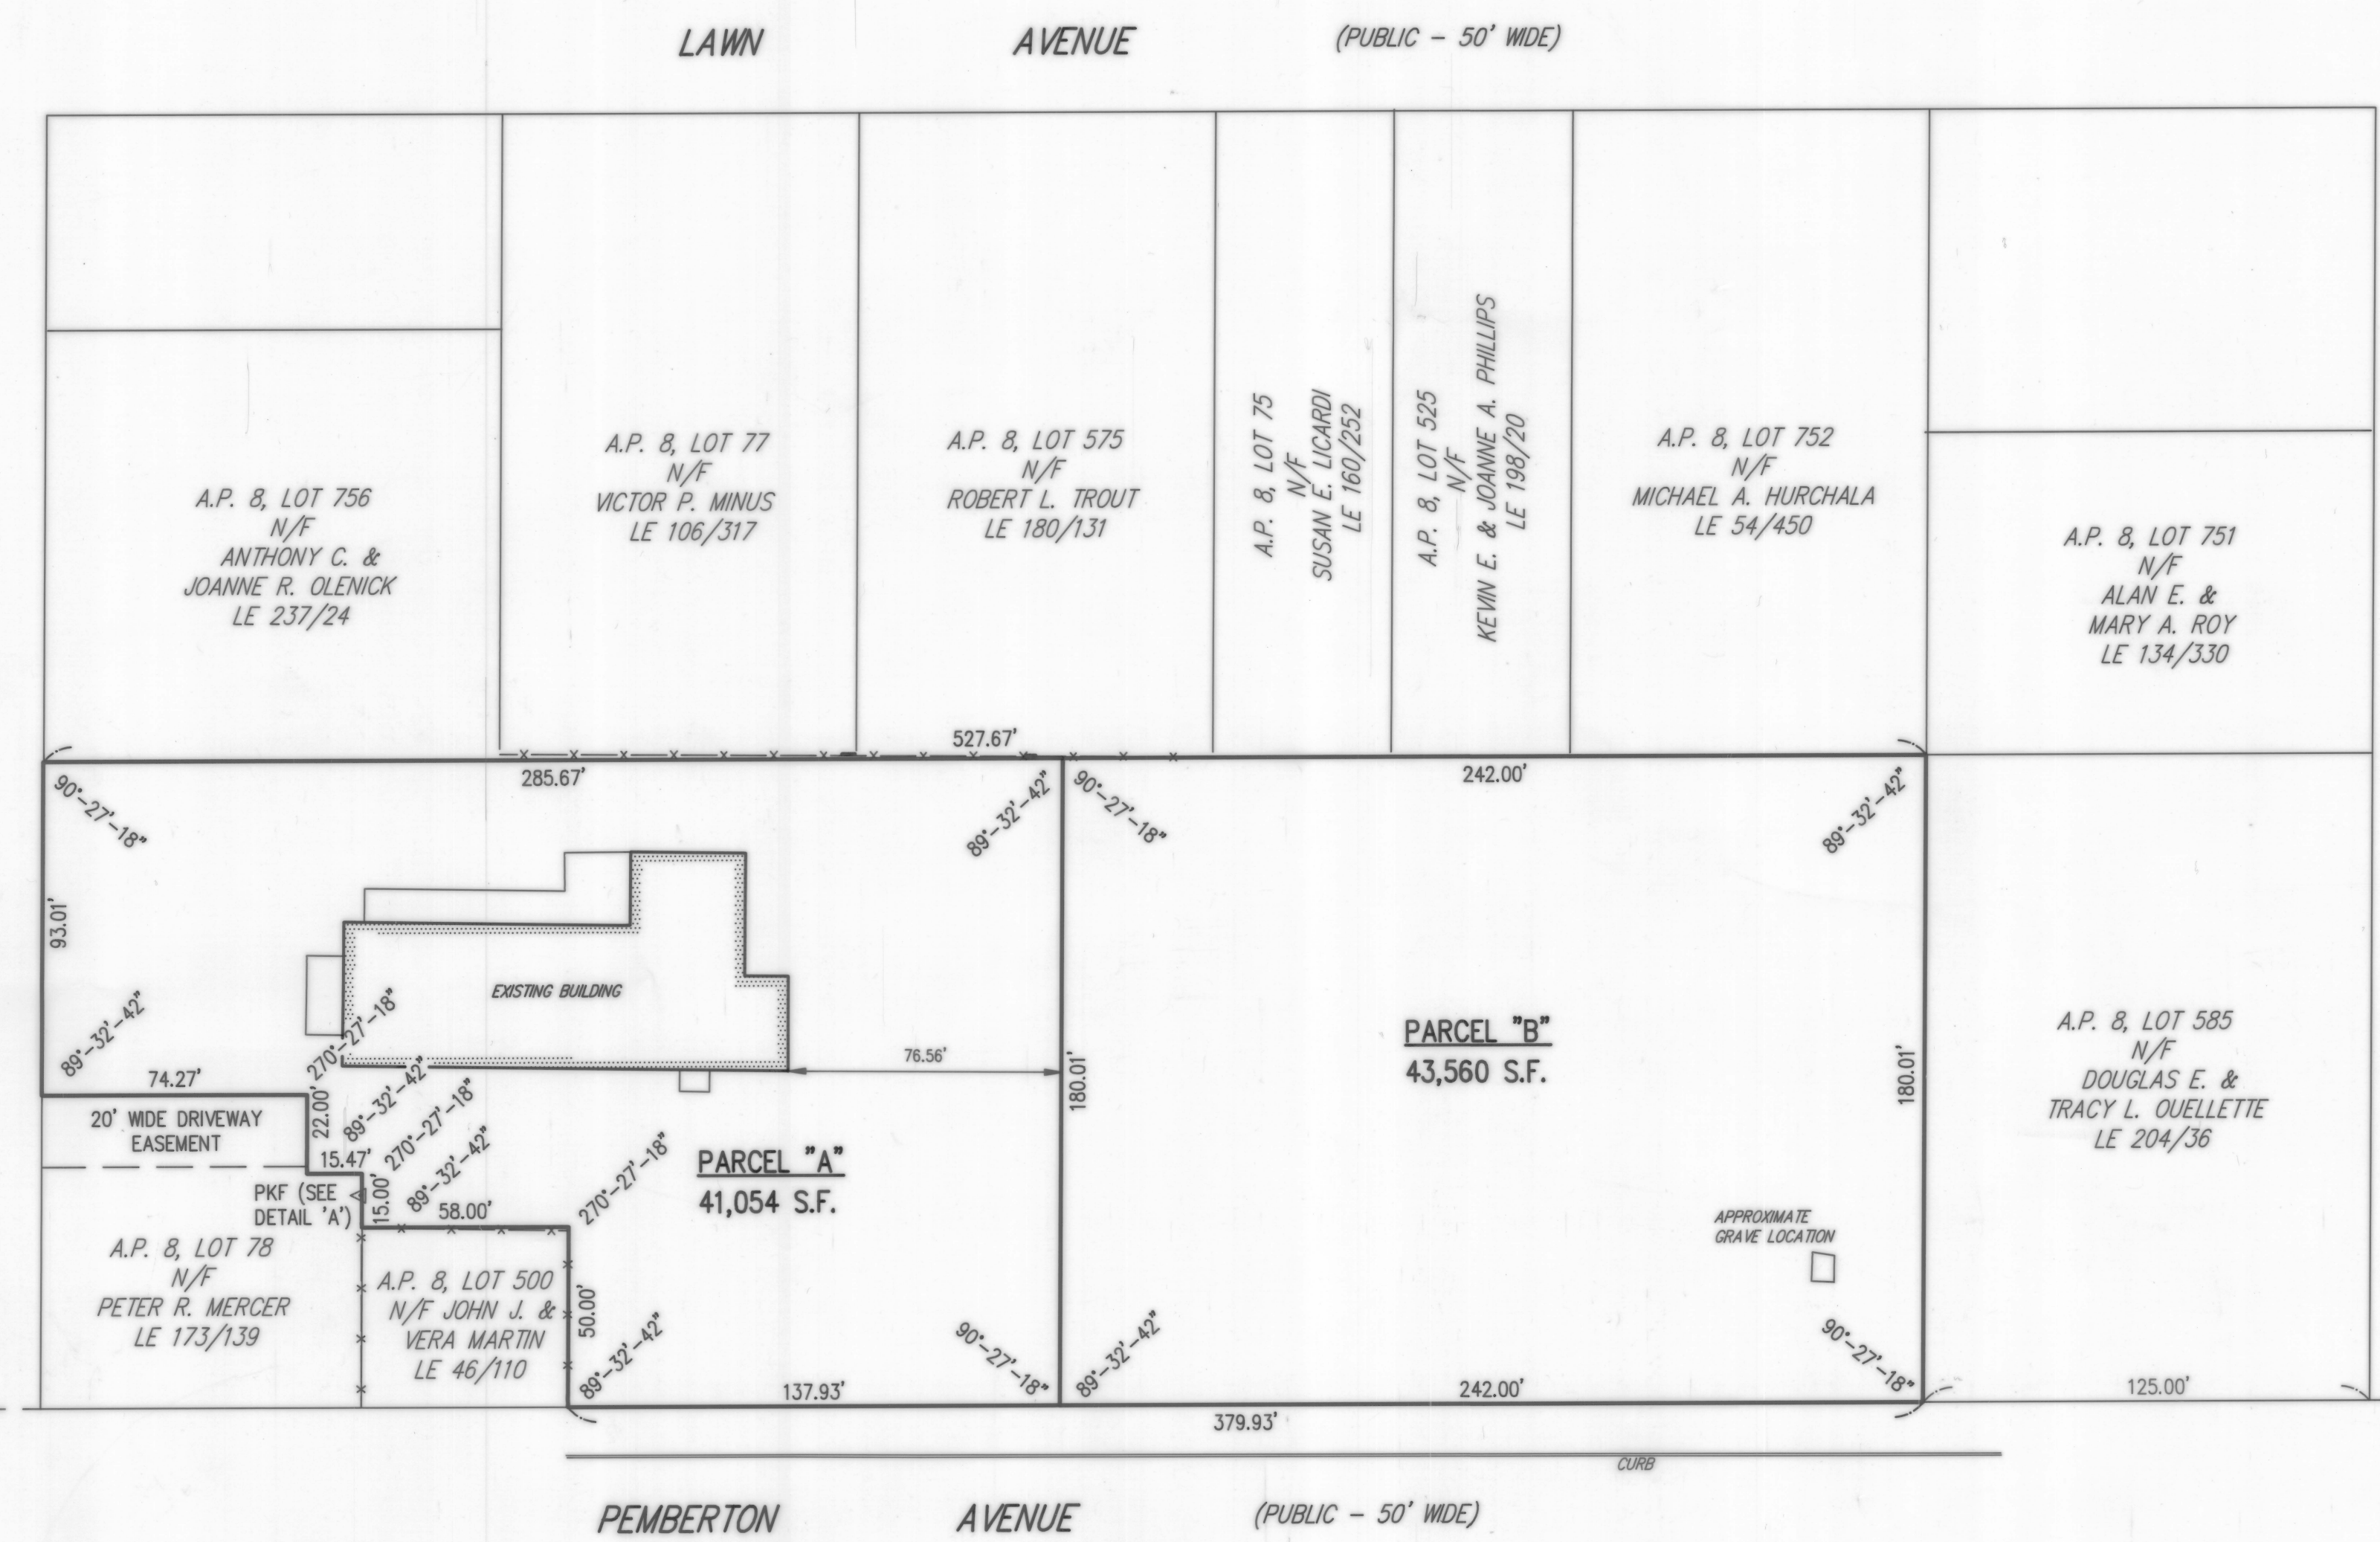 LAWN AVENUE (PUBLIC – 50' WIDE)
A.P. 8, LOT 756
N/F
ANTHONY C. &
JOANNE R. OLENICK
LE 237/24
A.P. 8, LOT 77
N/F
VICTOR P. MINUS
LE 106/317
A.P. 8, LOT 575
N/F
ROBERT L. TROUT
LE 180/131
A.P. 8, LOT 75
N/F
SUSAN E. LICARDI
LE 160/252
A.P. 8, LOT 525
N/F
KEVIN E. & JOANNE A. PHILLIPS
LE 198/20
A.P. 8, LOT 752
N/F
MICHAEL A. HURCHALA
LE 54/450
A.P. 8, LOT 751
N/F
ALAN E. &
MARY A. ROY
LE 134/330
527.67'
285.67'
242.00'
90°-27'-18"
89°-32'-42"
90°-27'-18"
89°-32'-42"
93.01'
EXISTING BUILDING
89°-32'-42"
270°-27'-18"
74.27'
76.56'
180.01'
PARCEL "B"
43,560 S.F.
180.01'
A.P. 8, LOT 585
N/F
DOUGLAS E. &
TRACY L. OUELLETTE
LE 204/36
20' WIDE DRIVEWAY
EASEMENT
22.00'
89°-32'-42"
270°-27'-18"
15.47'
89°-32'-42"
15.00'
58.00'
270°-27'-18"
PARCEL "A"
41,054 S.F.
PKF (SEE
DETAIL 'A')
APPROXIMATE
GRAVE LOCATION
A.P. 8, LOT 78
N/F
PETER R. MERCER
LE 173/139
A.P. 8, LOT 500
N/F JOHN J. &
VERA MARTIN
LE 46/110
50.00'
89°-32'-42"
90°-27'-18"
89°-32'-42"
90°-27'-18"
137.93'
242.00'
125.00'
379.93'
CURB
PEMBERTON AVENUE (PUBLIC – 50' WIDE)